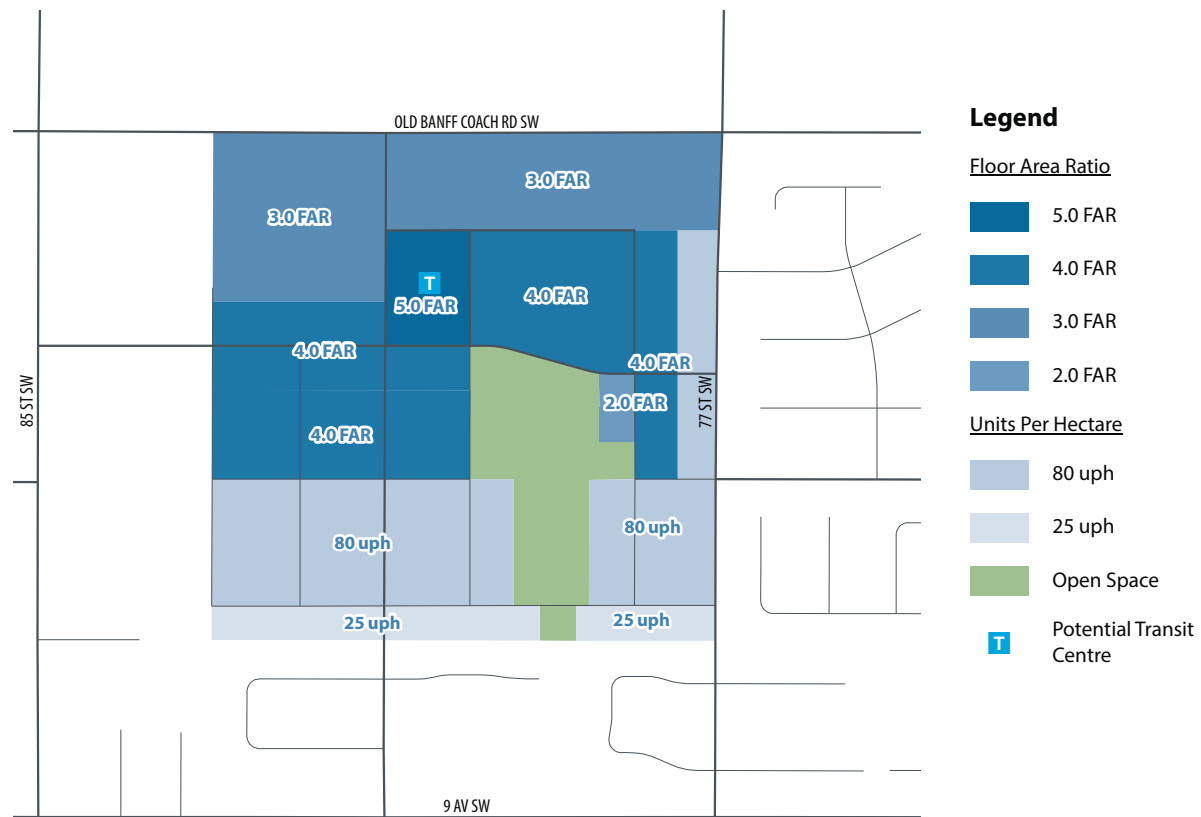 OLD BANFF COACH RD SW
3.0 FAR
3.0 FAR
T
5.0 FAR
4.0 FAR
4.0 FAR
4.0 FAR
2.0 FAR
4.0 FAR
85 ST SW
77 ST SW
80 uph
80 uph
25 uph
25 uph
9 AV SW
Legend
Floor Area Ratio
5.0 FAR
4.0 FAR
3.0 FAR
2.0 FAR
Units Per Hectare
80 uph
25 uph
Open Space
T
Potential Transit
Centre